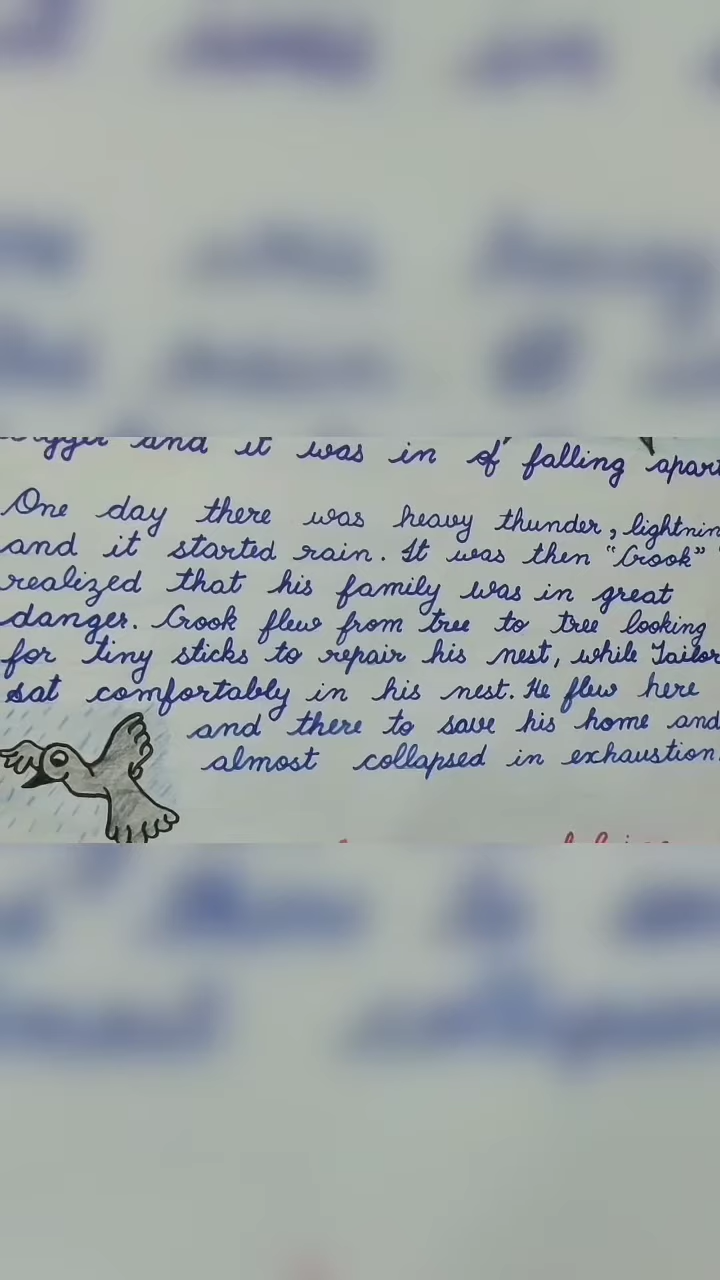 and it was in of falling apart
One day there was heavy thunder, lightnin
and it started rain. It was then "Crook"
realized that his family was in great
danger. Crook flew from tree to tree looking
for tiny sticks to repair his nest, while Tailor
sat comfortably in his nest. He flew here
and there to save his home and
almost collapsed in exhaustion.